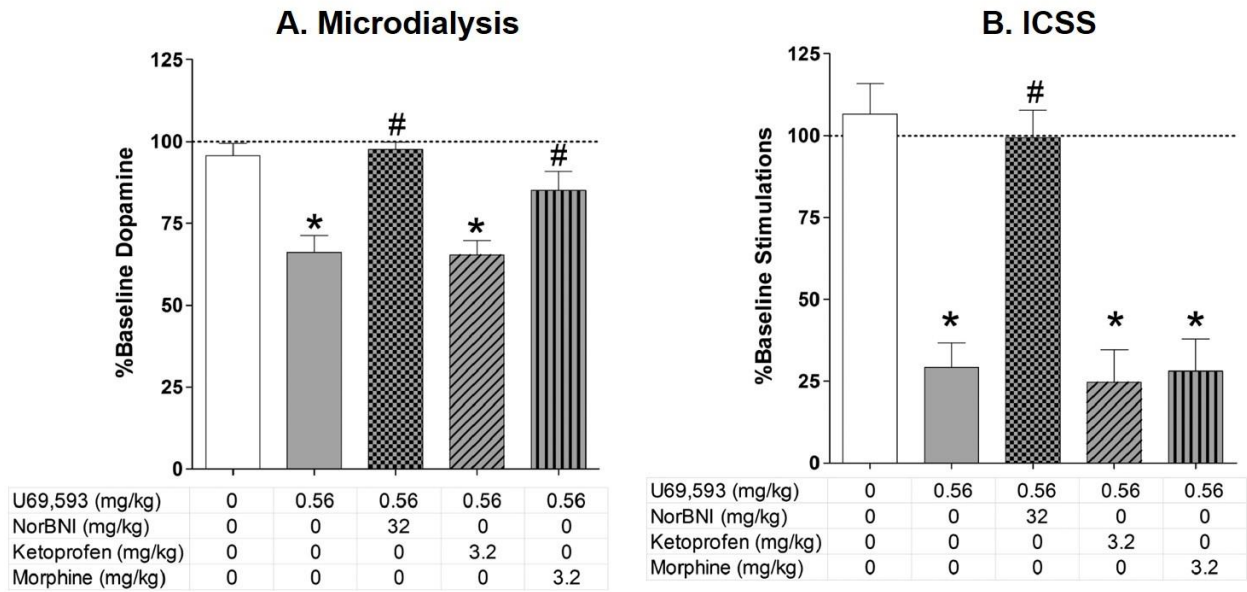 A. Microdialysis
%Baseline Dopamine
125
100
75
50
25
0
#
#
*
*
U69,593 (mg/kg) 0 0.56 0.56 0.56 0.56
NorBNI (mg/kg) 0 0 32 0 0
Ketoprofen (mg/kg) 0 0 0 3.2 0
Morphine (mg/kg) 0 0 0 0 3.2
B. ICSS
%Baseline Stimulations
125
100
75
50
25
0
#
*
*
*
U69,593 (mg/kg) 0 0.56 0.56 0.56 0.56
NorBNI (mg/kg) 0 0 32 0 0
Ketoprofen (mg/kg) 0 0 0 3.2 0
Morphine (mg/kg) 0 0 0 0 3.2